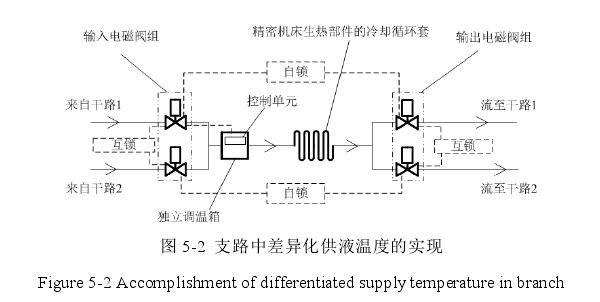 精密机床生热部件的冷却循环套
输入电磁阀组
输出电磁阀组
自锁
来自干路1
控制单元
流至干路1
互锁
互锁
来自干路2
自锁
流至干路2
独立调温箱
图 5-2 支路中差异化供液温度的实现
Figure 5-2 Accomplishment of differentiated supply temperature in branch